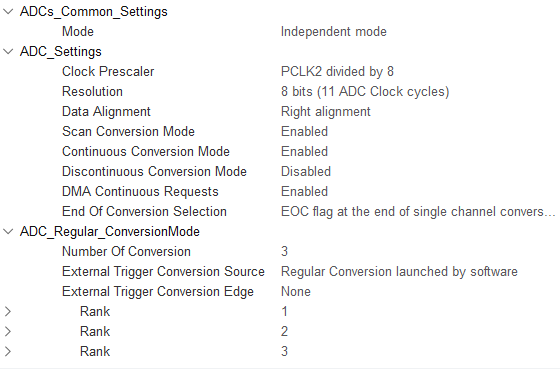 ADCs_Common_Settings
Mode Independent mode
ADC_Settings
Clock Prescaler PCLK2 divided by 8
Resolution 8 bits (11 ADC Clock cycles)
Data Alignment Right alignment
Scan Conversion Mode Enabled
Continuous Conversion Mode Enabled
Discontinuous Conversion Mode Disabled
DMA Continuous Requests Enabled
End Of Conversion Selection EOC flag at the end of single channel convers...
ADC_Regular_ConversionMode
Number Of Conversion 3
External Trigger Conversion Source Regular Conversion launched by software
External Trigger Conversion Edge None
Rank 1
Rank 2
Rank 3